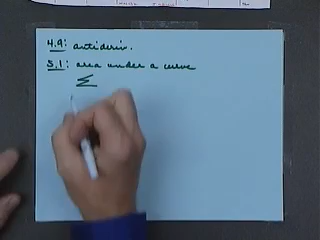 4.9: antideriv.
5.1: area under a curve
Σ